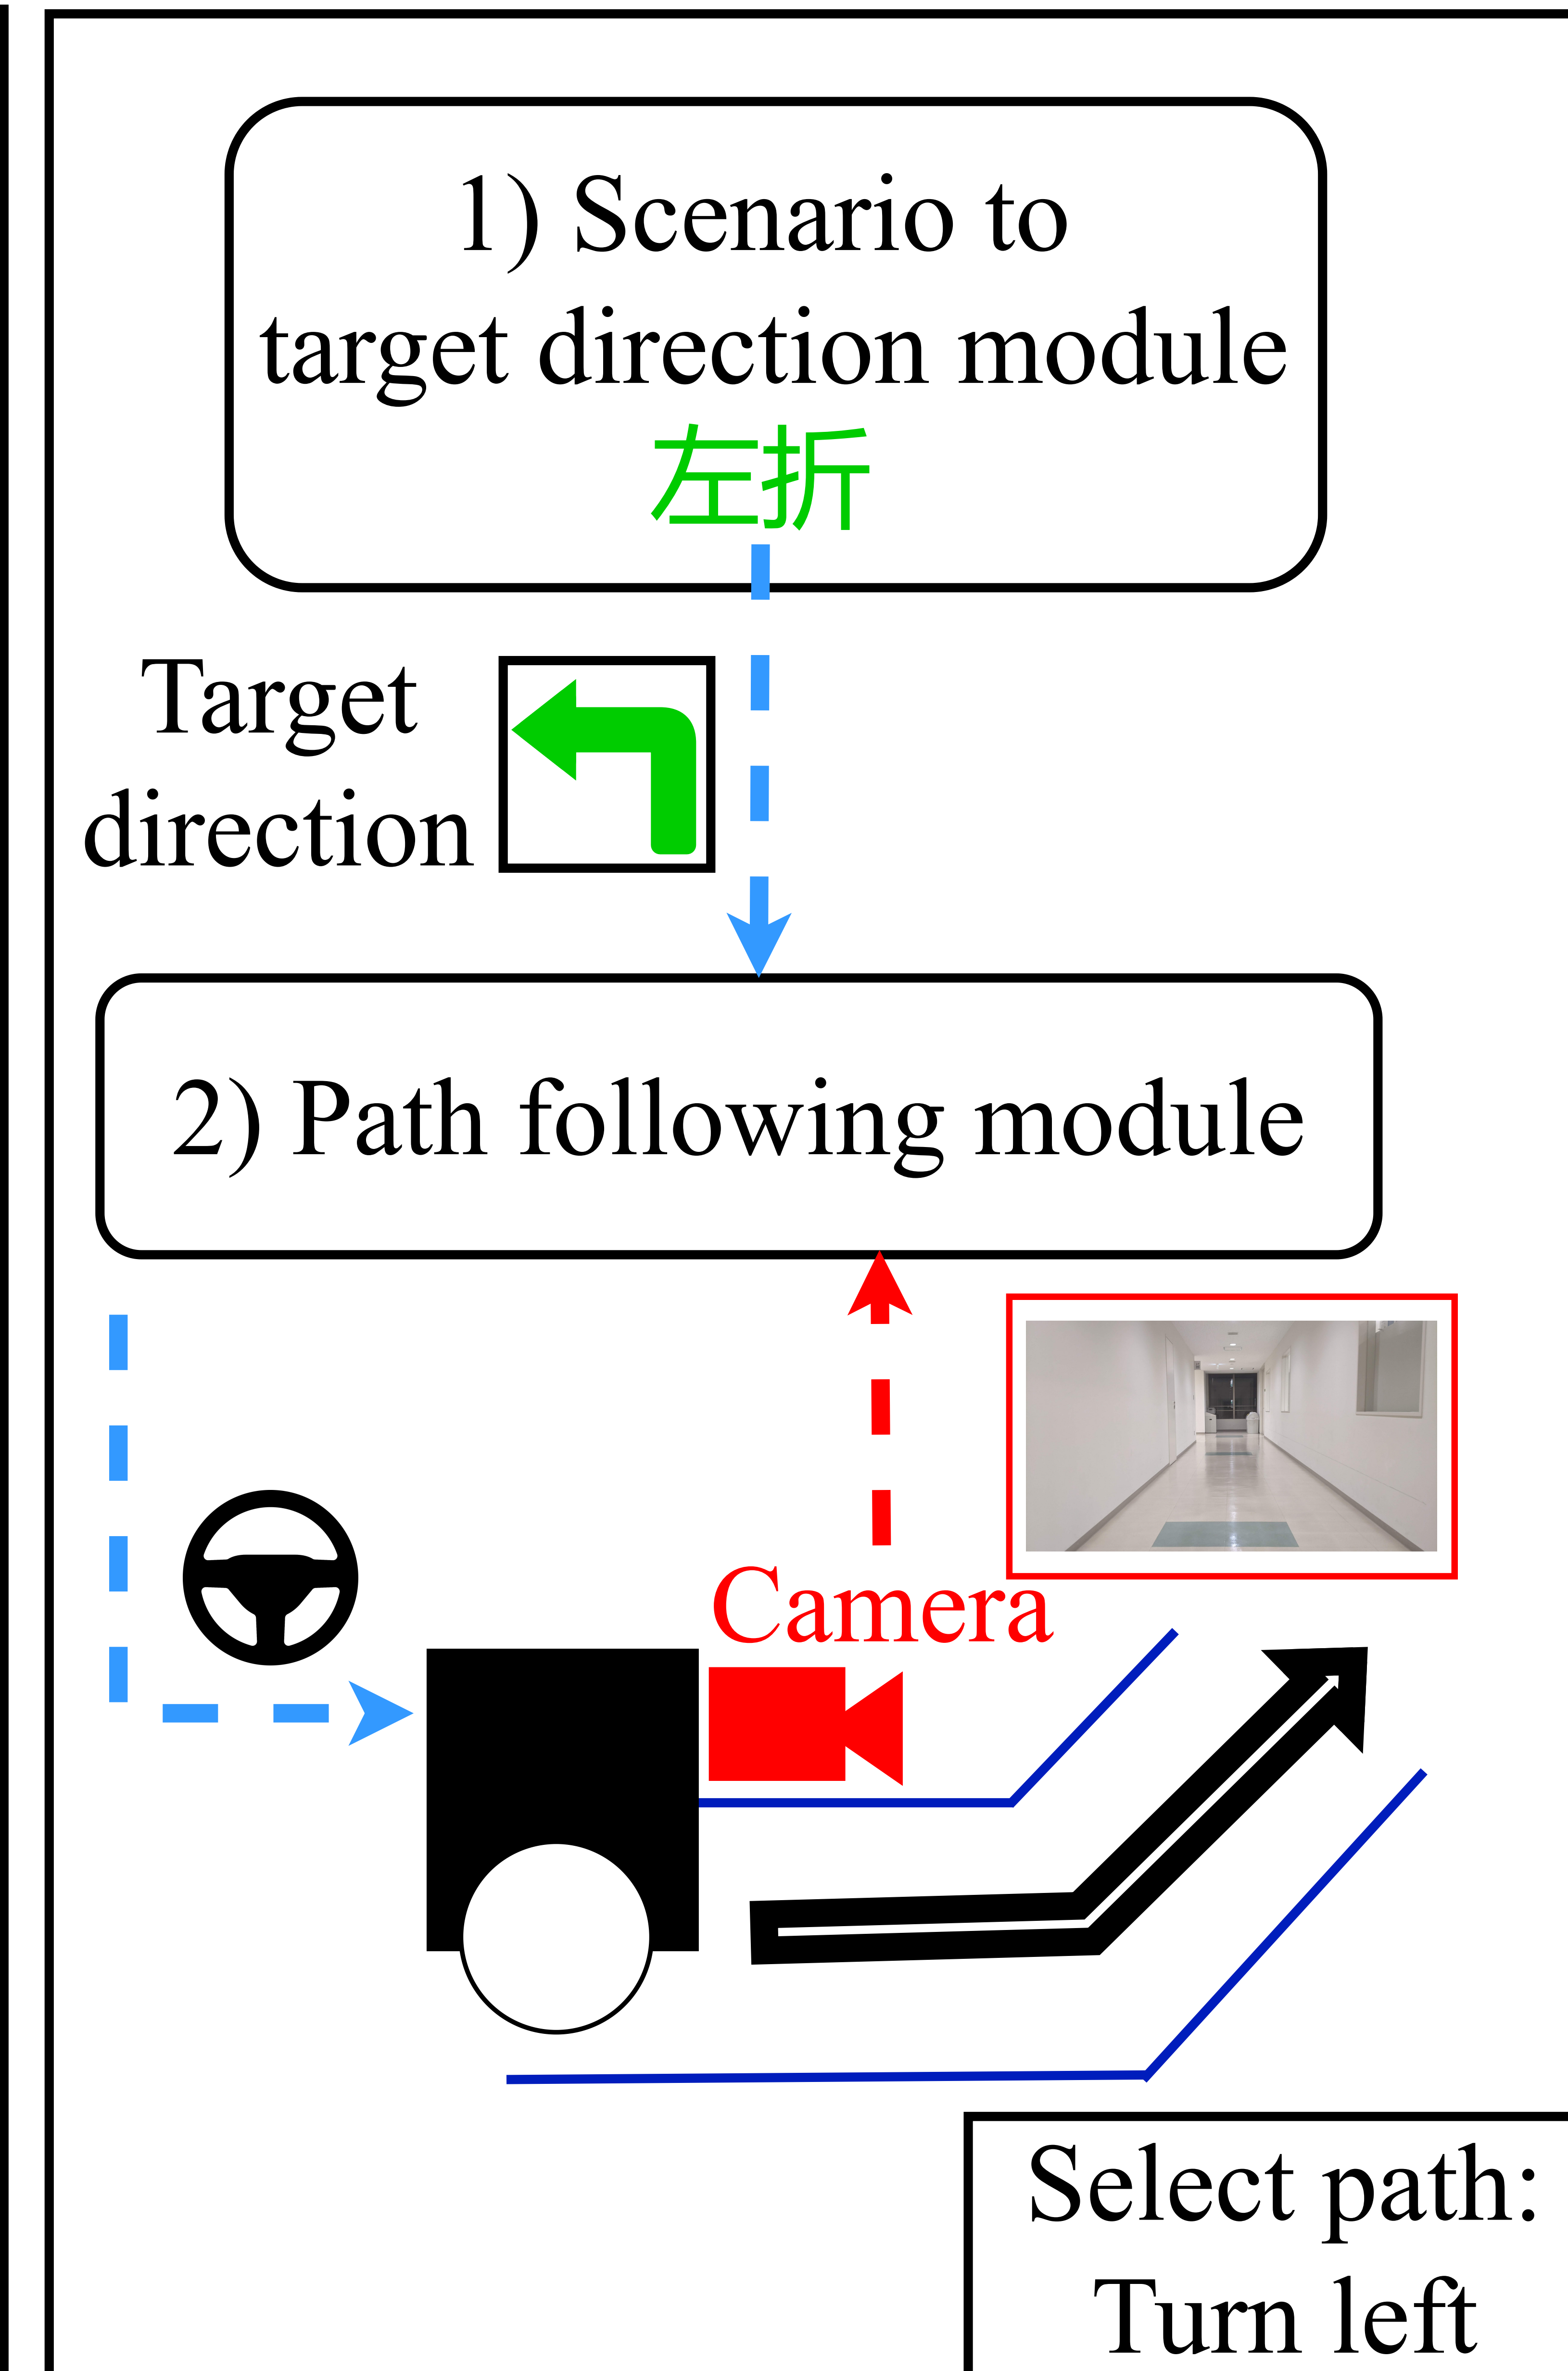 1) Scenario to
target direction module
左折
Target
direction
2) Path following module
Camera
Select path:
Turn left